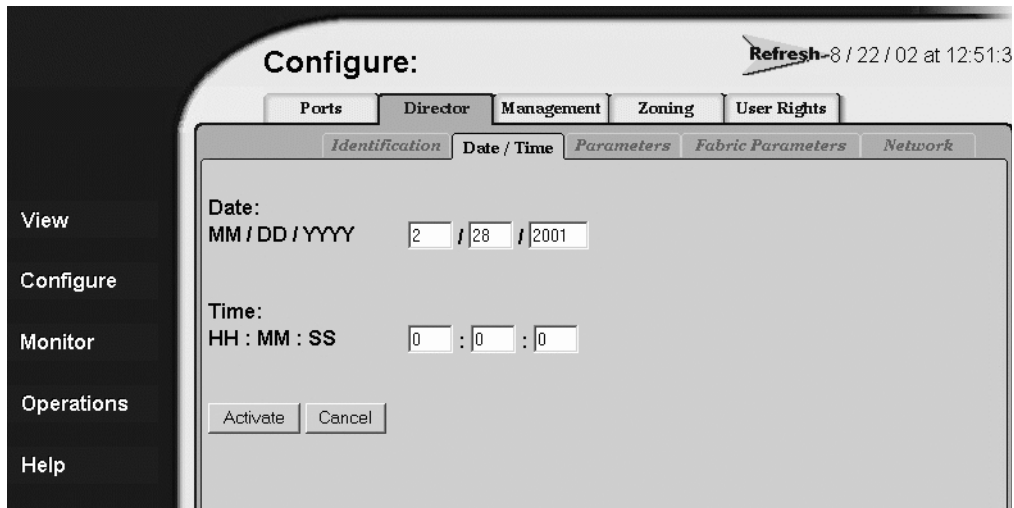 Configure:
Refresh-8 / 22 / 02 at 12:51:3
Ports Director Management Zoning User Rights
Identification Date / Time Parameters Fabric Parameters Network
View
Configure
Monitor
Operations
Help
Date:
MM / DD / YYYY 2 / 28 / 2001
Time:
HH : MM : SS 0 : 0 : 0
Activate Cancel